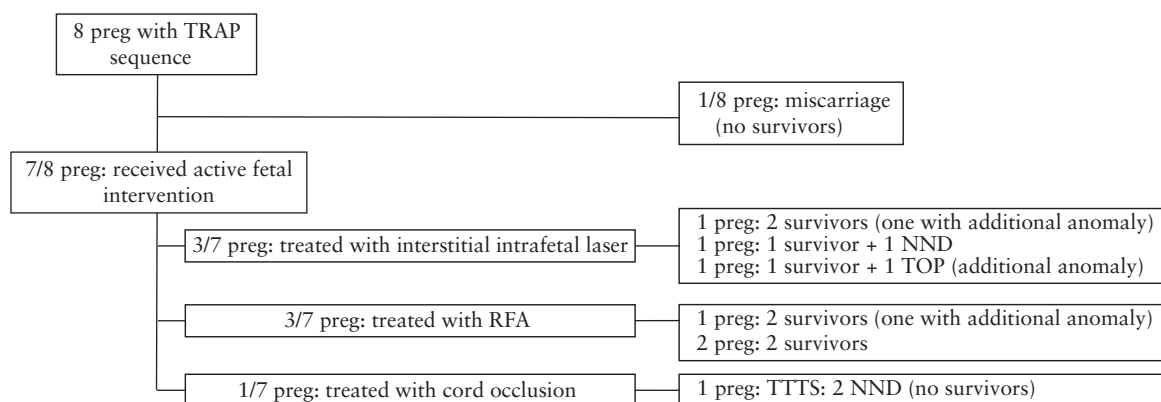 8 preg with TRAP
sequence
1/8 preg: miscarriage
(no survivors)
7/8 preg: received active fetal
intervention
3/7 preg: treated with interstitial intrafetal laser
1 preg: 2 survivors (one with additional anomaly)
1 preg: 1 survivor + 1 NND
1 preg: 1 survivor + 1 TOP (additional anomaly)
3/7 preg: treated with RFA
1 preg: 2 survivors (one with additional anomaly)
2 preg: 2 survivors
1/7 preg: treated with cord occlusion
1 preg: TTTS: 2 NND (no survivors)